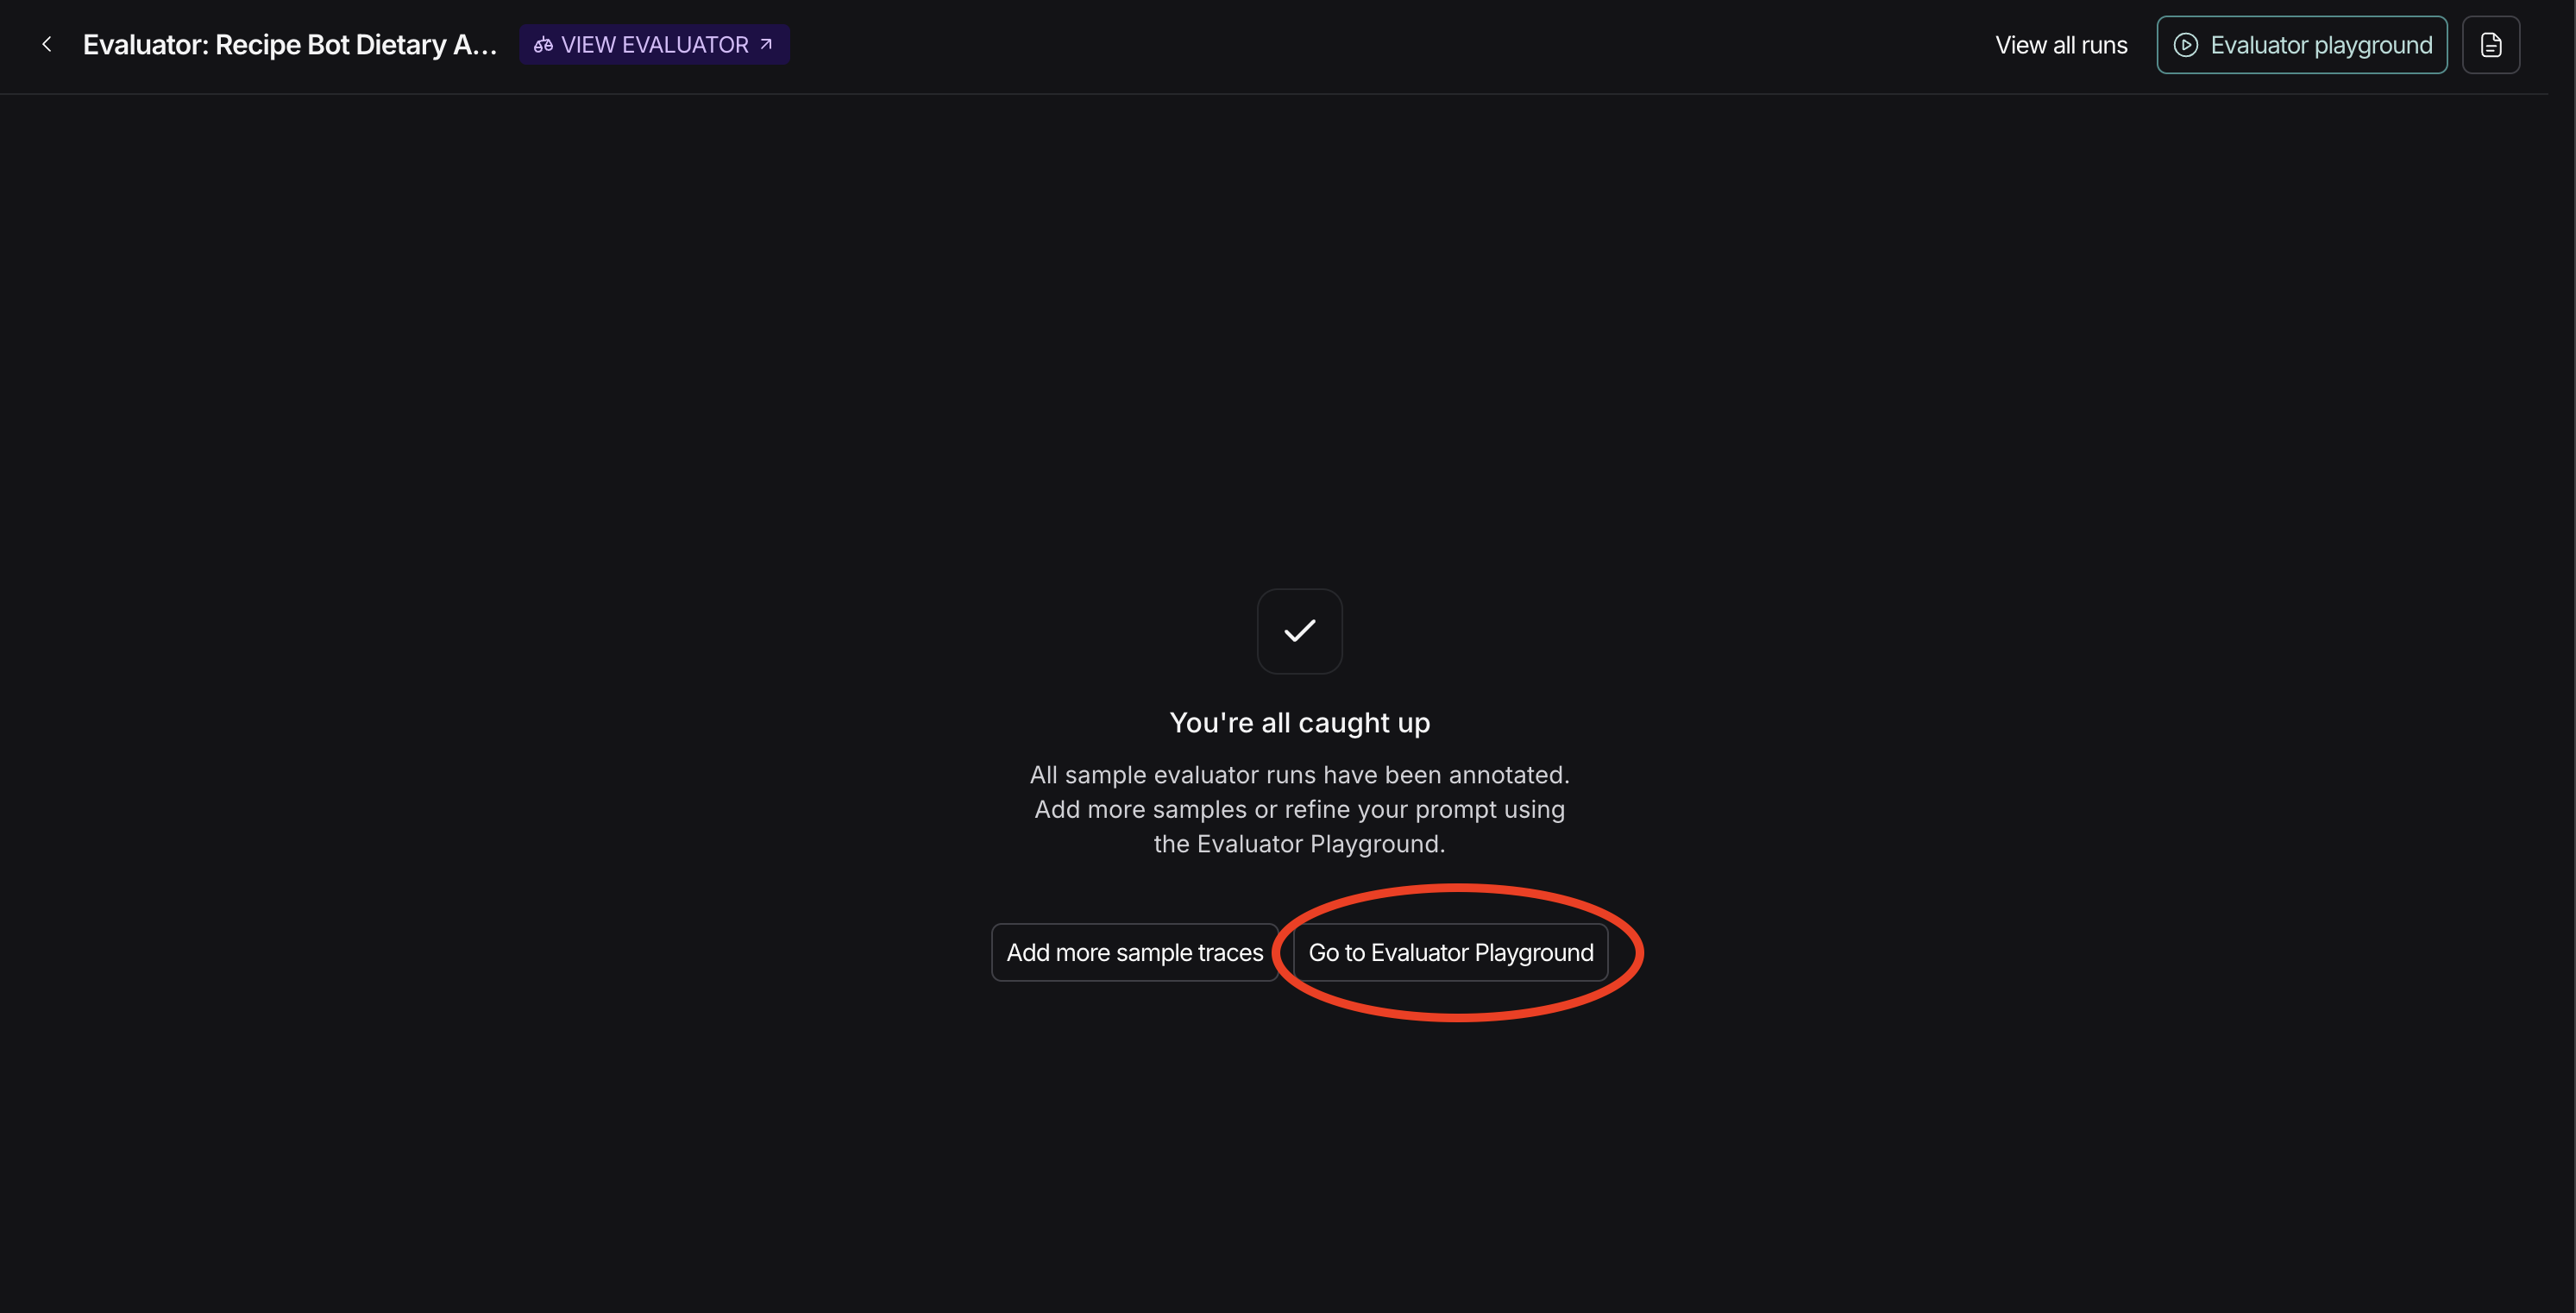 Evaluator: Recipe Bot Dietary A...
VIEW EVALUATOR
View all runs
Evaluator playground
You're all caught up
All sample evaluator runs have been annotated.
Add more samples or refine your prompt using
the Evaluator Playground.
Add more sample traces
Go to Evaluator Playground